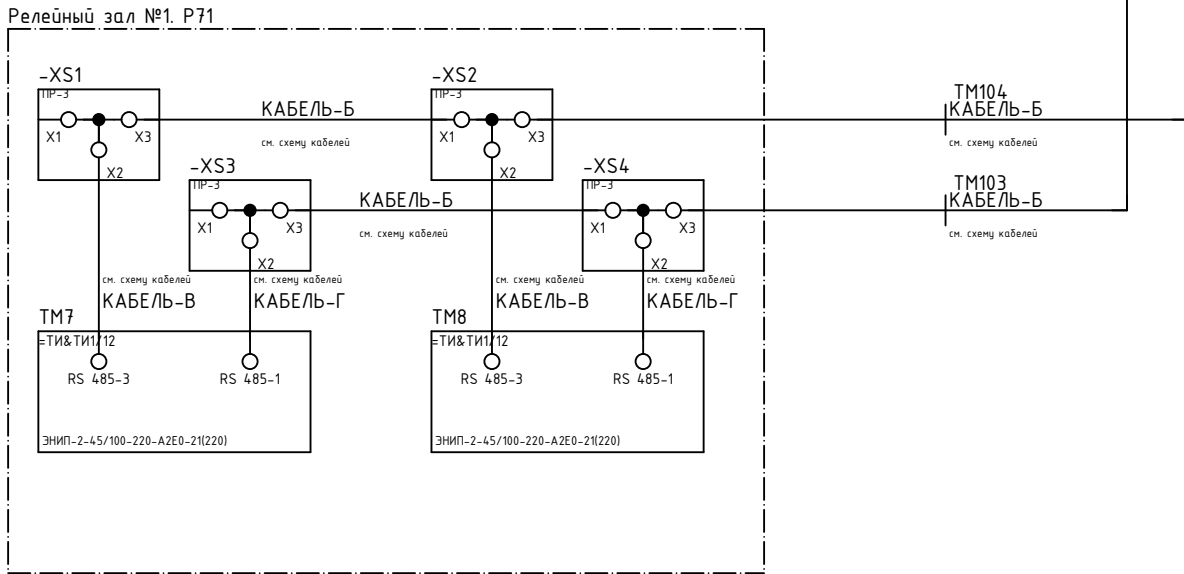 Релейный зал №1. Р71
-XS1
ПР-3
X1
X3
X2
КАБЕЛЬ-Б
см. схему кабелей
-XS2
ПР-3
X1
X3
X2
ТМ104
КАБЕЛЬ-Б
см. схему кабелей
-XS3
ПР-3
X1
X3
X2
КАБЕЛЬ-Б
см. схему кабелей
-XS4
ПР-3
X1
X3
X2
ТМ103
КАБЕЛЬ-Б
см. схему кабелей
см. схему кабелей
КАБЕЛЬ-В
см. схему кабелей
КАБЕЛЬ-Г
см. схему кабелей
КАБЕЛЬ-В
см. схему кабелей
КАБЕЛЬ-Г
ТМ7
=ТИ&ТИ1/12
RS 485-3
RS 485-1
ЭНИП-2-45/100-220-А2Е0-21(220)
ТМ8
=ТИ&ТИ1/12
RS 485-3
RS 485-1
ЭНИП-2-45/100-220-А2Е0-21(220)